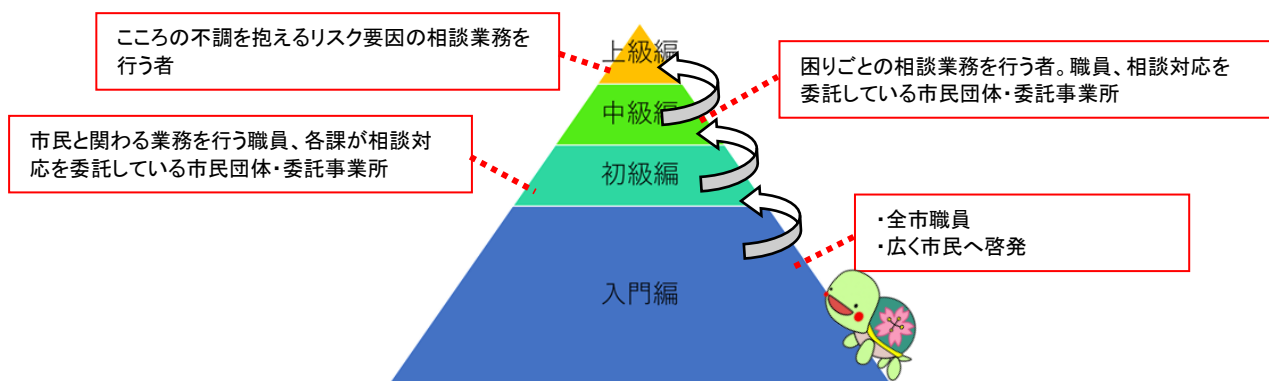 こころの不調を抱えるリスク要因の相談業務を
行う者
上級編
困りごとの相談業務を行う者。職員、相談対応を
委託している市民団体・委託事業所
中級編
市民と関わる業務を行う職員、各課が相談対
応を委託している市民団体・委託事業所
初級編
・全市職員
・広く市民へ啓発
入門編